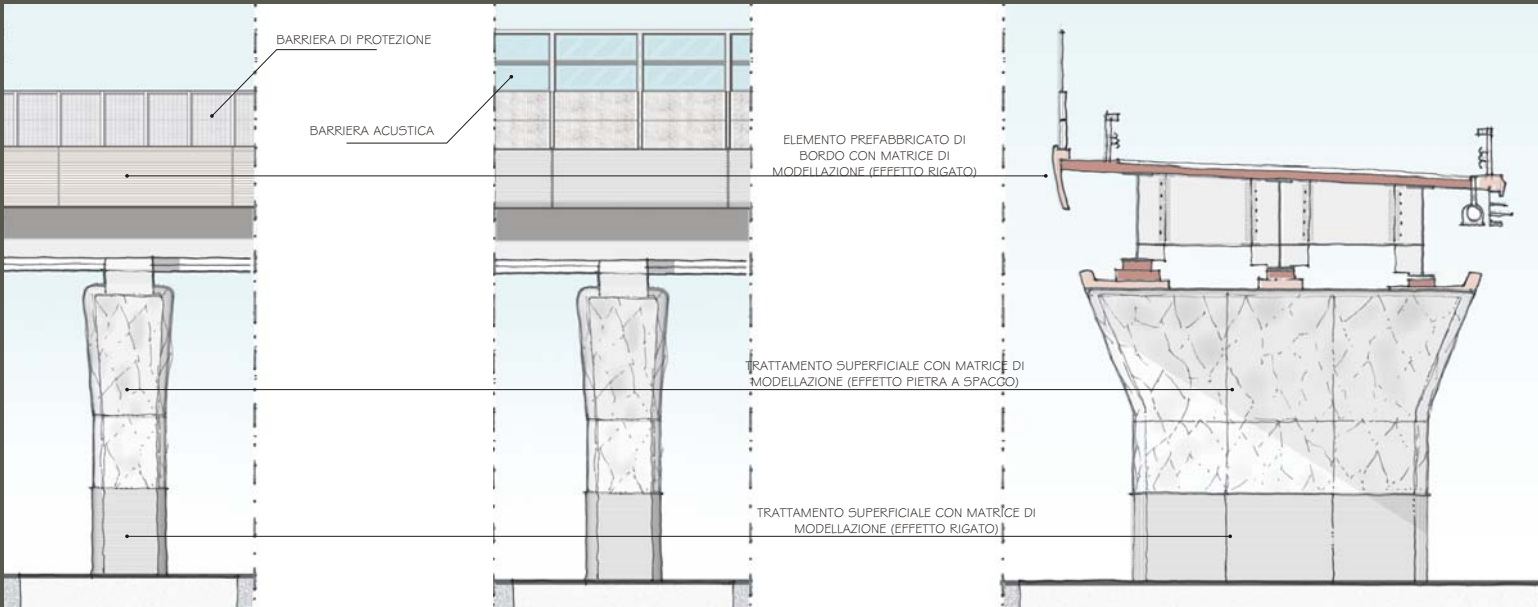 BARRIERA DI PROTEZIONE
BARRIERA ACUSTICA
ELEMENTO PREFABBRICATO DI
BORDO CON MATRICE DI
MODELLAZIONE (EFFETTO RIGATO)
TRATTAMENTO SUPERFICIALE CON MATRICE DI
MODELLAZIONE (EFFETTO PIETRA A SPACCO)
TRATTAMENTO SUPERFICIALE CON MATRICE DI
MODELLAZIONE (EFFETTO RIGATO)